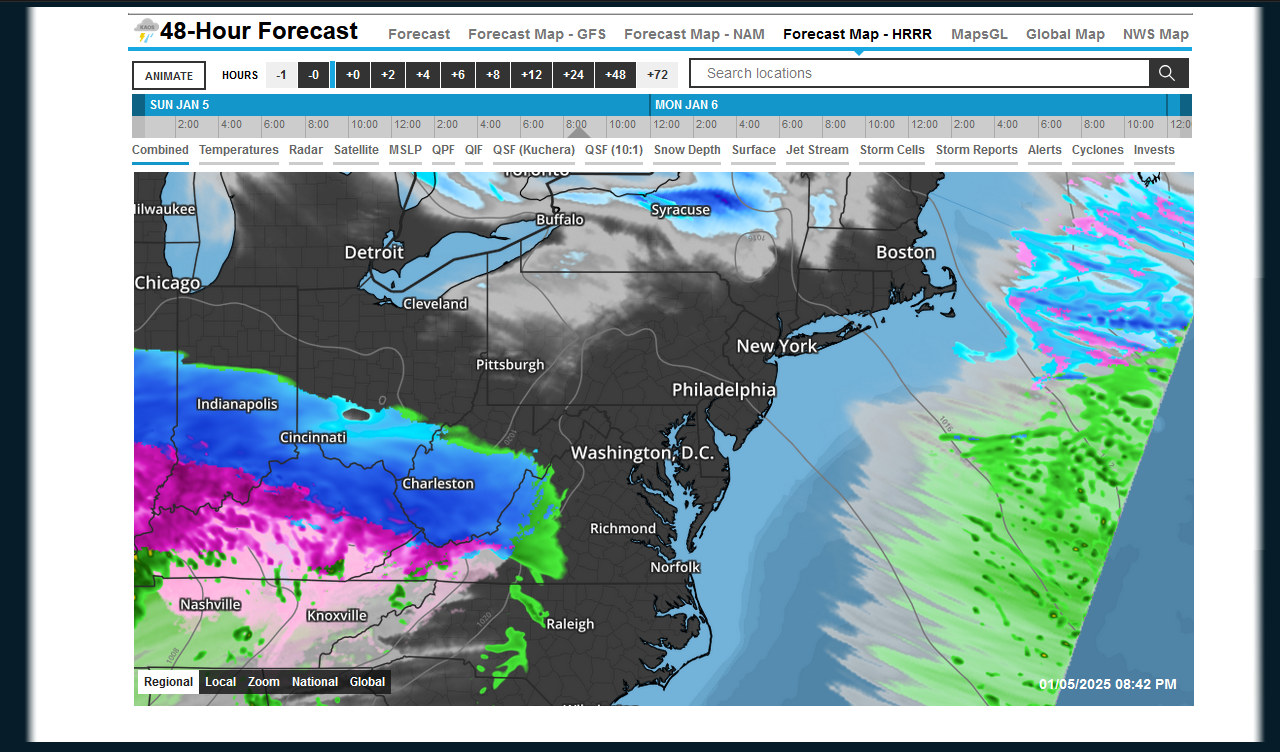 48-Hour Forecast
Forecast Forecast Map - GFS Forecast Map - NAM Forecast Map - HRRR MapsGL Global Map NWS Map
ANIMATE HOURS -1 -0 +0 +2 +4 +6 +8 +12 +24 +48 +72 Search locations
SUN JAN 5 MON JAN 6
2:00 4:00 6:00 8:00 10:00 12:00 2:00 4:00 6:00 8:00 10:00 12:00 2:00 4:00 6:00 8:00 10:00 12:00 2:00 4:00 6:00 8:00 10:00 12:0
Combined Temperatures Radar Satellite MSLP QPF QIF QSF (Kuchera) QSF (10:1) Snow Depth Surface Jet Stream Storm Cells Storm Reports Alerts Cyclones Invests
Toronto
ilwaukee
Syracuse
Buffalo
Detroit
Boston
Chicago
Cleveland
New York
Pittsburgh
Philadelphia
Indianapolis
Cincinnati
1016
1020
Washington, D.C.
Charleston
Richmond
Norfolk
Nashville
Knoxville
1020
Raleigh
1008
Regional Local Zoom National Global
01/05/2025 08:42 PM